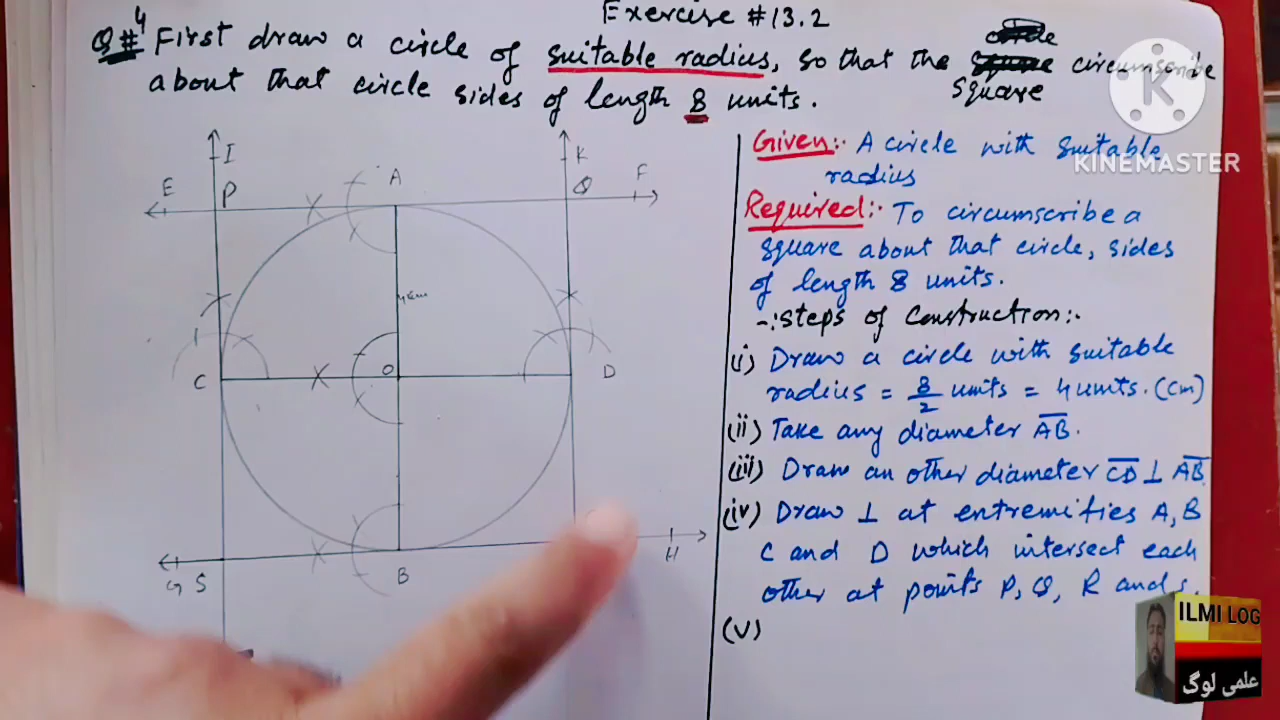 Exercise #13.2
Q#4 First draw a circle of suitable radius, so that the circumscribe
square
about that circle sides of length 8 units.
Given:- A circle with suitable
radius
Required:- To circumscribe a
square about that circle, sides
of length 8 units.
-:Steps of Construction:-
(i) Draw a circle with suitable
radius = 8/2 units = 4 units. (cm)
(ii) Take any diameter AB.
(iii) Draw an other diameter CD ⊥ AB.
(iv) Draw ⊥ at entremities A, B
C and D which intersect each
other at points P, Q, R and S.
(v)
I
K
E
P
A
Q
F
4cm
C
O
D
G
S
B
H
K
KINEMASTER
ILMI LOG
علمی لوگ